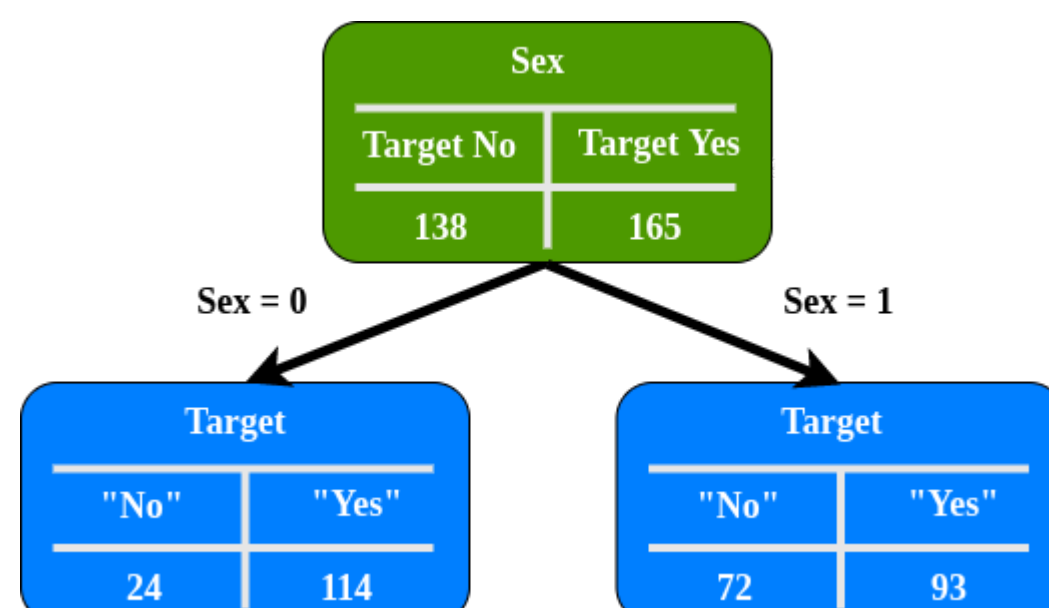 Sex
Target No Target Yes
138 165
Sex = 0 Sex = 1
Target Target
"No" "Yes" "No" "Yes"
24 114 72 93